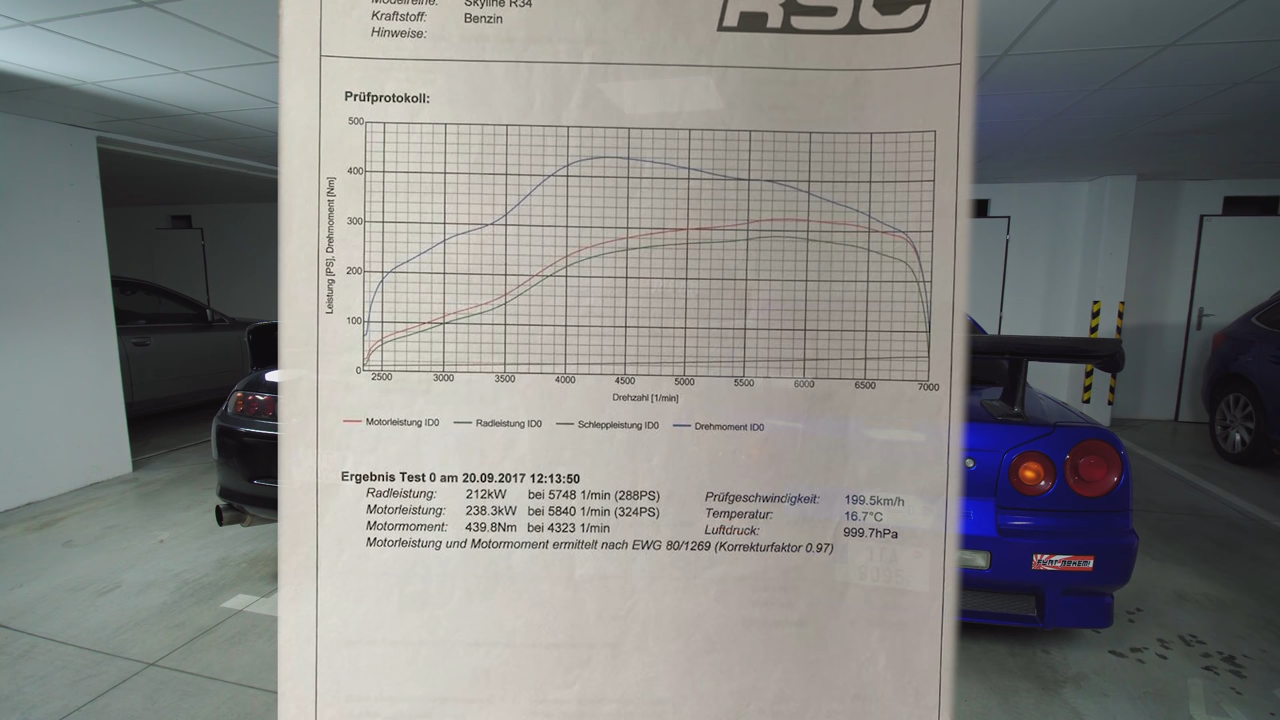 Modellreihe: Skyline R34
Kraftstoff: Benzin
Hinweise:
RSC
Prüfprotokoll:
500
400
300
200
100
0
Leistung [PS], Drehmoment [Nm]
2500 3000 3500 4000 4500 5000 5500 6000 6500 7000
Drehzahl [1/min]
Motorleistung ID0 Radleistung ID0 Schleppleistung ID0 Drehmoment ID0
Ergebnis Test 0 am 20.09.2017 12:13:50
Radleistung: 212kW bei 5748 1/min (288PS) Prüfgeschwindigkeit: 199.5km/h
Motorleistung: 238.3kW bei 5840 1/min (324PS) Temperatur: 16.7°C
Motormoment: 439.8Nm bei 4323 1/min Luftdruck: 999.7hPa
Motorleistung und Motormoment ermittelt nach EWG 80/1269 (Korrekturfaktor 0.97)